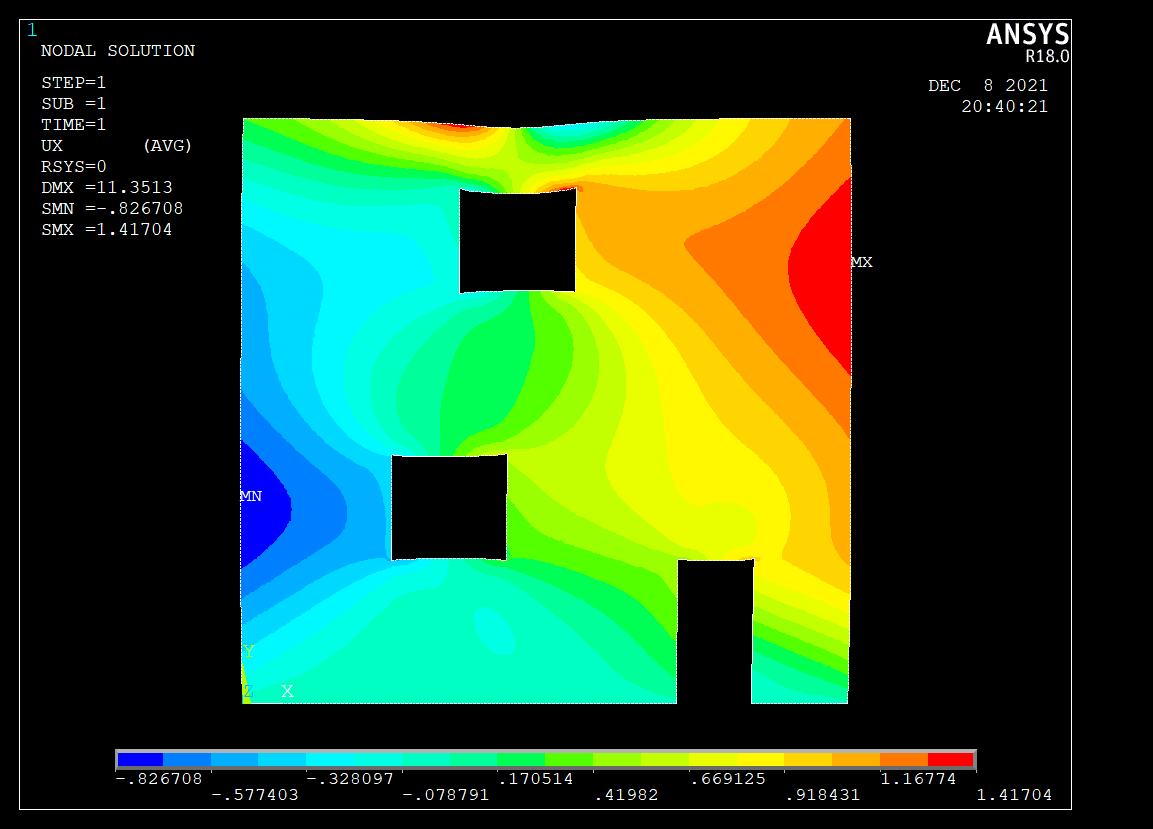 1
NODAL SOLUTION
STEP=1
SUB =1
TIME=1
UX (AVG)
RSYS=0
DMX =11.3513
SMN =-.826708
SMX =1.41704
ANSYS
R18.0
DEC 8 2021
20:40:21
MX
MN
Y
Z X
-.826708 -.328097 .170514 .669125 1.16774
-.577403 -.078791 .41982 .918431 1.41704